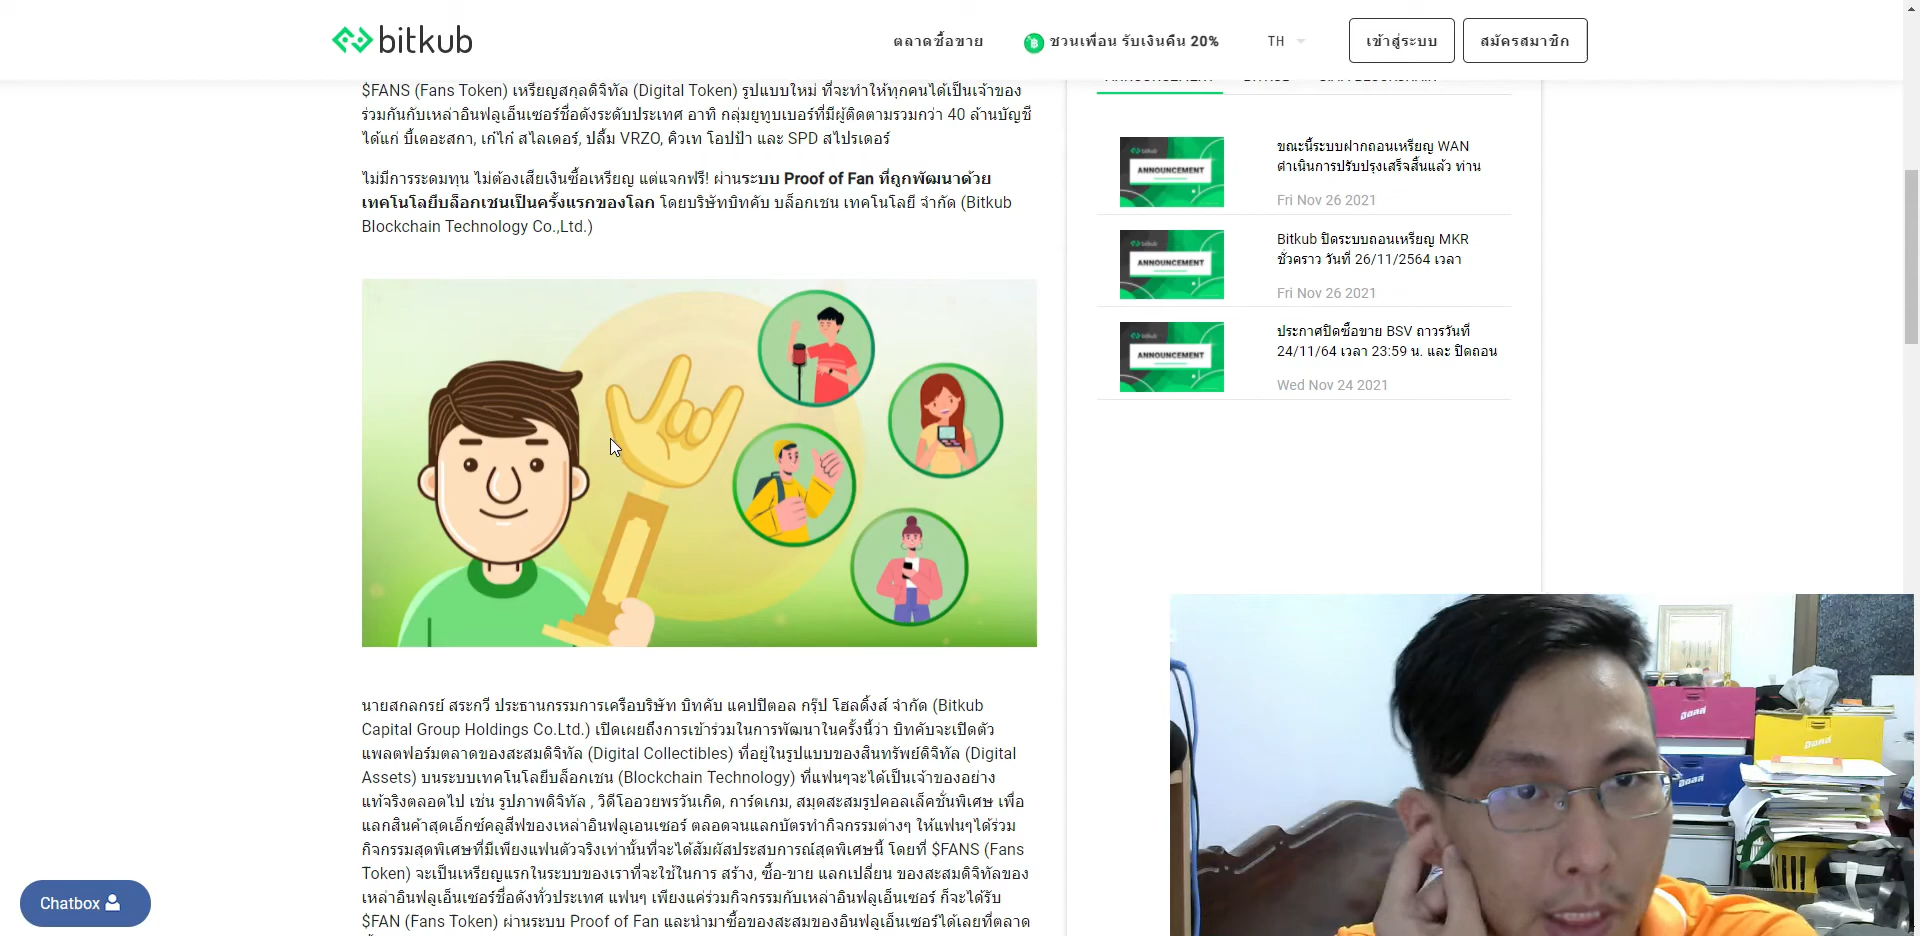 bitkub
ตลาดซื้อขาย
ชวนเพื่อน รับเงินคืน 20%
TH
เข้าสู่ระบบ
สมัครสมาชิก
$FANS (Fans Token) เหรียญสกุลดิจิทัล (Digital Token) รูปแบบใหม่ ที่จะทำให้ทุกคนได้เป็นเจ้าของ
ร่วมกันกับเหล่าอินฟลูเอ็นเซอร์ชื่อดังระดับประเทศ อาทิ กลุ่มยูทูบเบอร์ที่มีผู้ติดตามรวมกว่า 40 ล้านบัญชี
ได้แก่ บี้เดอะสกา, เก๋ไก๋ สไลเดอร์, ปลื้ม VRZO, คิวเท โอปป้า และ SPD สไปรเดอร์
ไม่มีการระดมทุน ไม่ต้องเสียเงินซื้อเหรียญ แต่แจกฟรี! ผ่านระบบ Proof of Fan ที่ถูกพัฒนาด้วย
เทคโนโลยีบล็อกเชนเป็นครั้งแรกของโลก โดยบริษัทบิทคับ บล็อกเชน เทคโนโลยี จำกัด (Bitkub
Blockchain Technology Co.,Ltd.)
นายสกลกรย์ สระกวี ประธานกรรมการเครือบริษัท บิทคับ แคปปิตอล กรุ๊ป โฮลดิ้งส์ จำกัด (Bitkub
Capital Group Holdings Co.Ltd.) เปิดเผยถึงการเข้าร่วมในการพัฒนาในครั้งนี้ว่า บิทคับจะเปิดตัว
แพลตฟอร์มตลาดของสะสมดิจิทัล (Digital Collectibles) ที่อยู่ในรูปแบบของสินทรัพย์ดิจิทัล (Digital
Assets) บนระบบเทคโนโลยีบล็อกเชน (Blockchain Technology) ที่แฟนๆจะได้เป็นเจ้าของอย่าง
แท้จริงตลอดไป เช่น รูปภาพดิจิทัล , วิดีโออวยพรวันเกิด, การ์ดเกม, สมุดสะสมรูปคอลเล็คชั่นพิเศษ เพื่อ
แลกสินค้าสุดเอ็กซ์คลูสีฟของเหล่าอินฟลูเอนเซอร์ ตลอดจนแลกบัตรทำกิจกรรมต่างๆ ให้แฟนๆได้ร่วม
กิจกรรมสุดพิเศษที่มีเพียงแฟนตัวจริงเท่านั้นที่จะได้สัมผัสประสบการณ์สุดพิเศษนี้ โดยที่ $FANS (Fans
Token) จะเป็นเหรียญแรกในระบบของเราที่จะใช้ในการ สร้าง, ซื้อ-ขาย แลกเปลี่ยน ของสะสมดิจิทัลของ
เหล่าอินฟลูเอ็นเซอร์ชื่อดังทั่วประเทศ แฟนๆ เพียงแค่ร่วมกิจกรรมกับเหล่าอินฟลูเอ็นเซอร์ ก็จะได้รับ
$FAN (Fans Token) ผ่านระบบ Proof of Fan และนำมาซื้อของสะสมของอินฟลูเอ็นเซอร์ได้เลยที่ตลาด
ANNOUNCEMENT
ขณะนี้ระบบฝากถอนเหรียญ WAN
ดำเนินการปรับปรุงเสร็จสิ้นแล้ว ท่าน
Fri Nov 26 2021
ANNOUNCEMENT
Bitkub ปิดระบบถอนเหรียญ MKR
ชั่วคราว วันที่ 26/11/2564 เวลา
Fri Nov 26 2021
ANNOUNCEMENT
ประกาศปิดซื้อขาย BSV ถาวรวันที่
24/11/64 เวลา 23:59 น. และ ปิดถอน
Wed Nov 24 2021
Chatbox